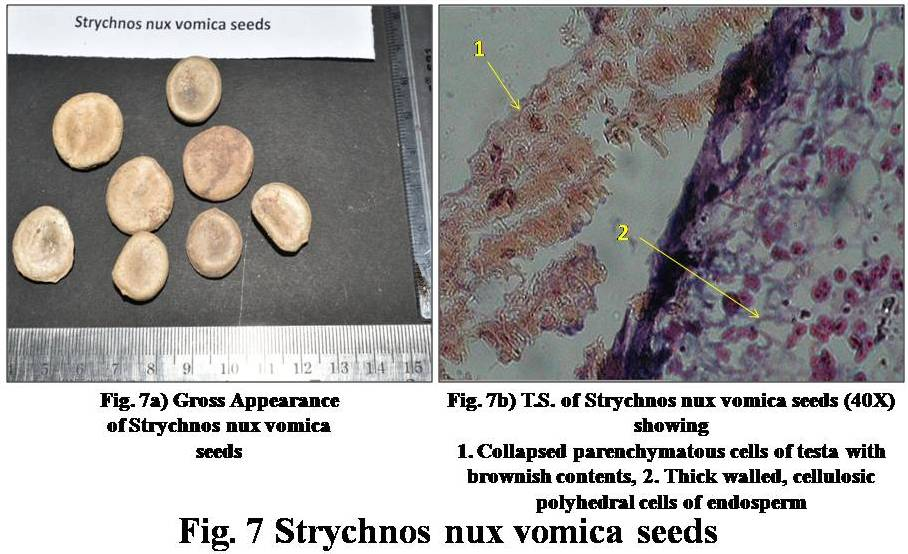 Strychnos nux vomica seeds
5 6 7 8 9 10 11 12 13 14 15
1
2
Fig. 7a) Gross Appearance
of Strychnos nux vomica
seeds
Fig. 7b) T.S. of Strychnos nux vomica seeds (40X)
showing
1. Collapsed parenchymatous cells of testa with
brownish contents, 2. Thick walled, cellulosic
polyhedral cells of endosperm
Fig. 7 Strychnos nux vomica seeds